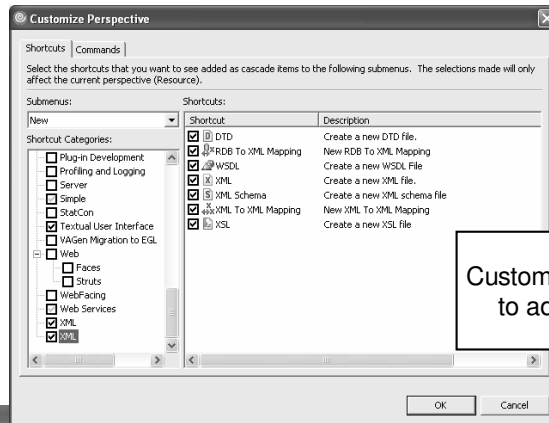 Customize Perspective
Shortcuts
Commands
Select the shortcuts that you want to see added as cascade items to the following submenus. The selections made will only
affect the current perspective (Resource).
Submenus:
New
Shortcut Categories:
Plug-in Development
Profiling and Logging
Server
Simple
StatCon
Textual User Interface
VAGen Migration to EGL
Web
Faces
Struts
WebFacing
Web Services
XML
XML
Shortcuts:
Shortcut Description
DTD Create a new DTD file.
RDB To XML Mapping New RDB To XML Mapping
WSDL Create a new WSDL File
XML Create a new XML file.
XML Schema Create a new XML schema file
XML To XML Mapping New XML To XML Mapping
XSL Create a new XSL file
to
OK Cancel